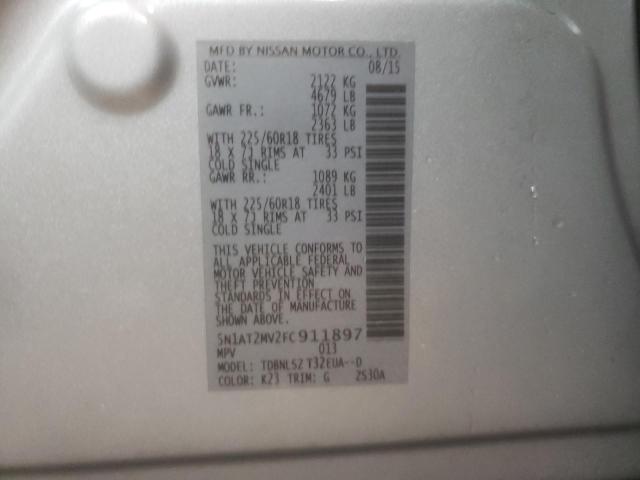 MFD BY NISSAN MOTOR CO., LTD.
DATE: 08/15
GVWR: 2122 KG
4679 LB
GAWR FR.: 1072 KG
2363 LB
WITH 225/60R18 TIRES
18 X 7J RIMS AT 33 PSI
COLD SINGLE
GAWR RR.: 1089 KG
2401 LB
WITH 225/60R18 TIRES
18 X 7J RIMS AT 33 PSI
COLD SINGLE
THIS VEHICLE CONFORMS TO
ALL APPLICABLE FEDERAL
MOTOR VEHICLE SAFETY AND
THEFT PREVENTION
STANDARDS IN EFFECT ON
THE DATE OF MANUFACTURE
SHOWN ABOVE.
5N1AT2MV2FC911897
MPV 013
MODEL: TDBNLSZ T32EUA--D
COLOR: K23 TRIM: G 2S30A